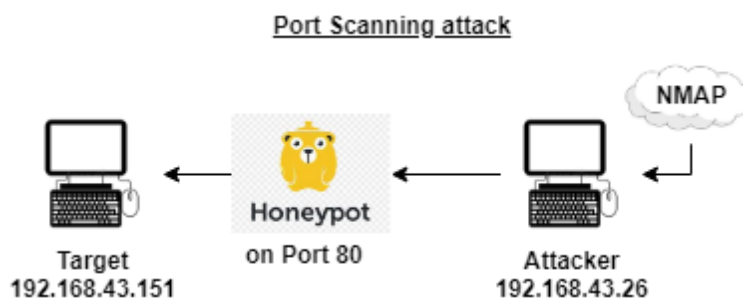 Port Scanning attack
NMAP
Honeypot
on Port 80
Target
192.168.43.151
Attacker
192.168.43.26